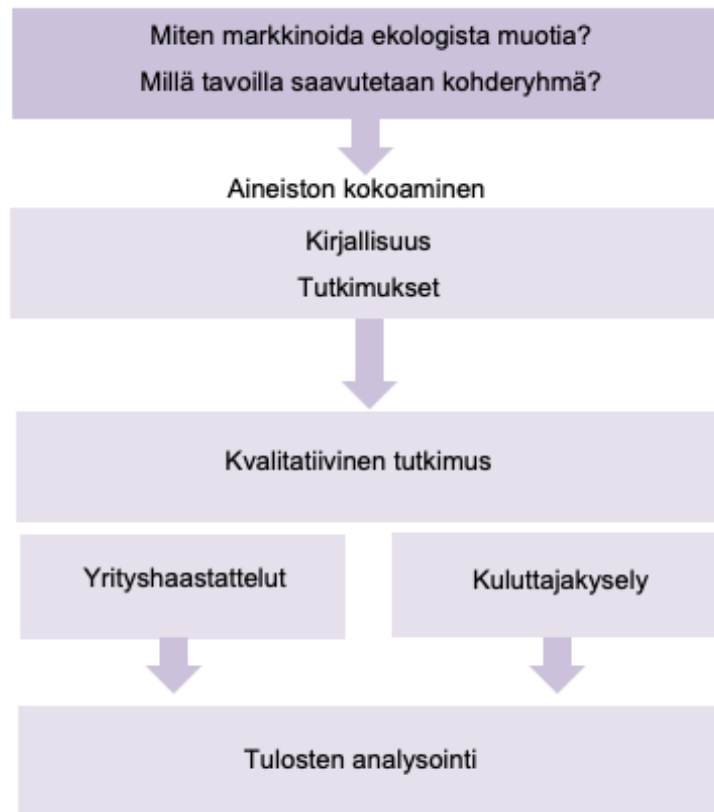 Miten markkinoida ekologista muotia?
Millä tavoilla saavutetaan kohderyhmä?
Aineiston kokoaminen
Kirjallisuus
Tutkimukset
Kvalitatiivinen tutkimus
Yrityshaastattelut
Kuluttajakysely
Tulosten analysointi